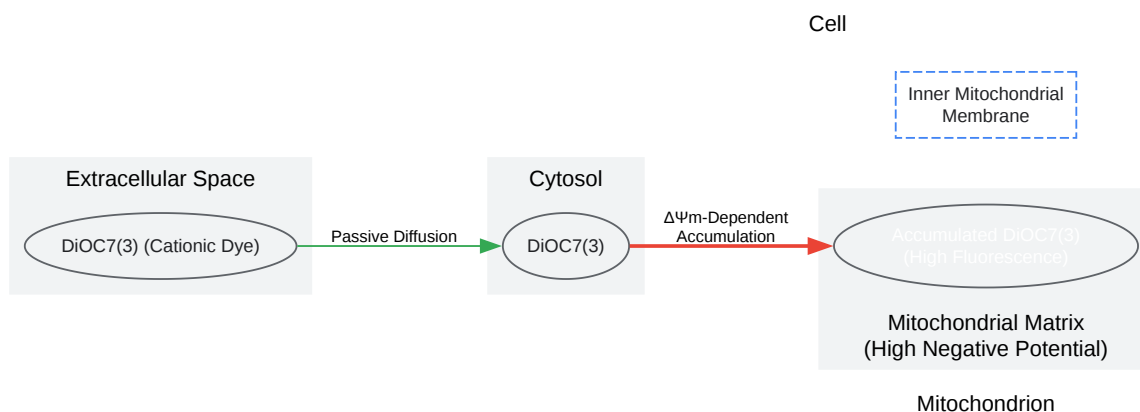 Cell
Inner Mitochondrial
Membrane
Extracellular Space
Cytosol
DiOC7(3) (Cationic Dye)
Passive Diffusion
DiOC7(3)
ΔΨm-Dependent
Accumulation
Accumulated DiOC7(3)
(High Fluorescence)
Mitochondrial Matrix
(High Negative Potential)
Mitochondrion